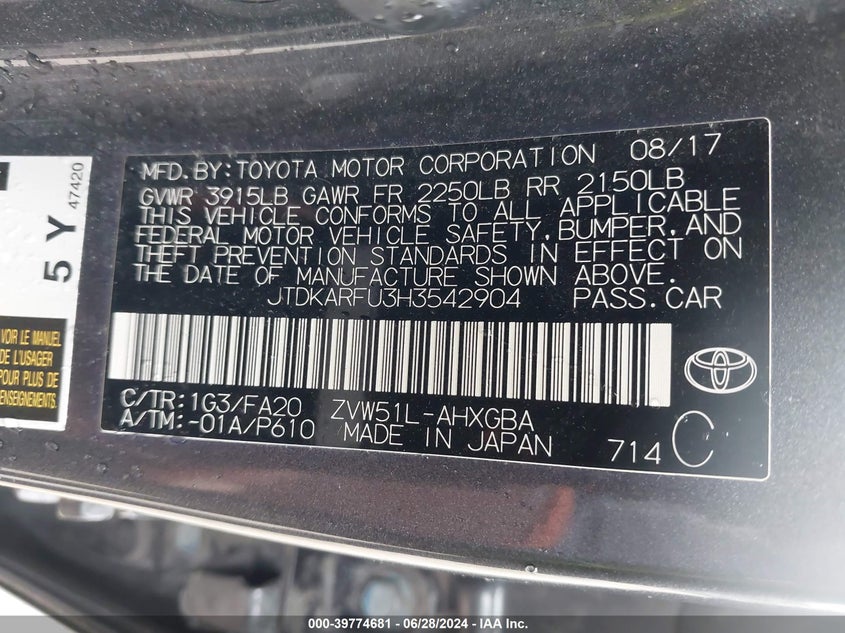 MFD.BY:TOYOTA MOTOR CORPORATION 08/17
GVWR 3915LB GAWR FR 2250LB RR 2150LB
THIS VEHICLE CONFORMS TO ALL APPLICABLE
FEDERAL MOTOR VEHICLE SAFETY,BUMPER,AND
THEFT PREVENTION STANDARDS IN EFFECT ON
THE DATE OF MANUFACTURE SHOWN ABOVE.
JTDKARFU3H3542904 PASS.CAR
C/TR:1G3/FA20 ZVW51L-AHXGBA
A/TM:-01A/P610 MADE IN JAPAN 714 C
5 Y 47420
VOIR LE MANUEL
DE L'USAGER
POUR PLUS DE
RENSEIGNEMENTS.
000-39774681 / 06/28/2024 - IAA Inc.